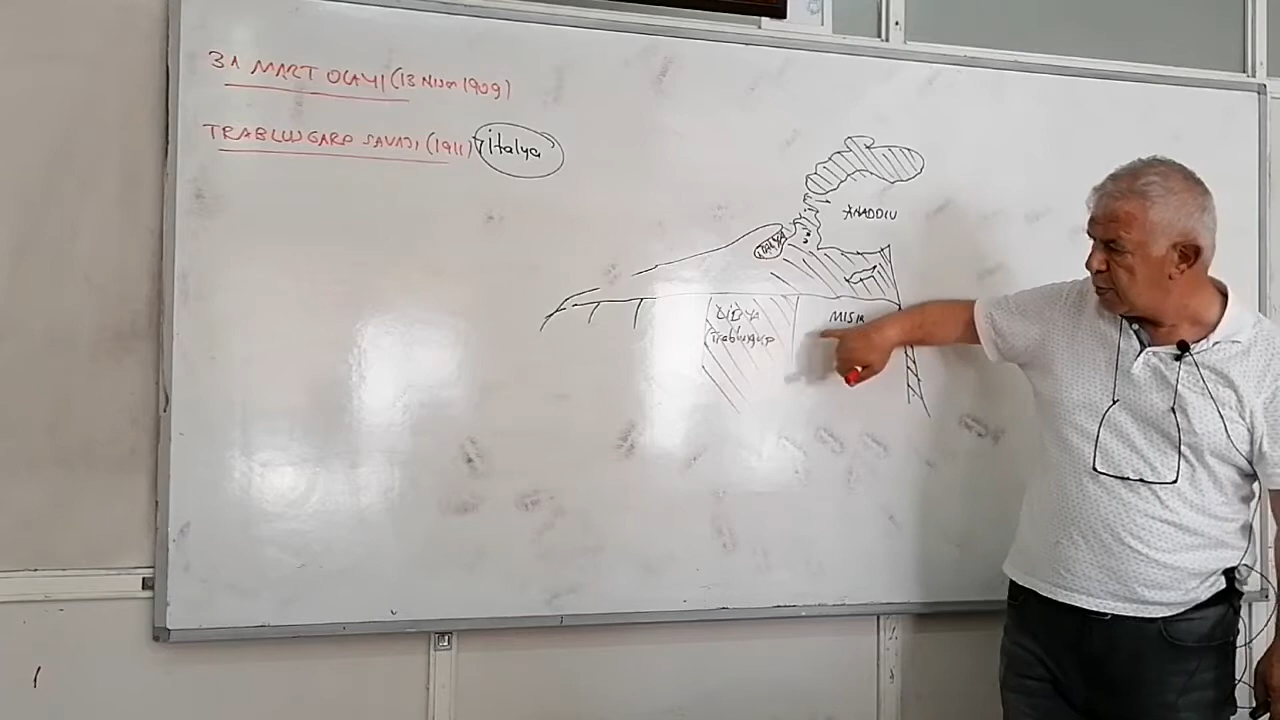 31 MART OLAYI (13 Nisan 1909)
TRABLUSGARP SAVAŞI (1911) İtalya
ANADOLU
İTALYA
LİBYA
Trablusgarp
MISIR